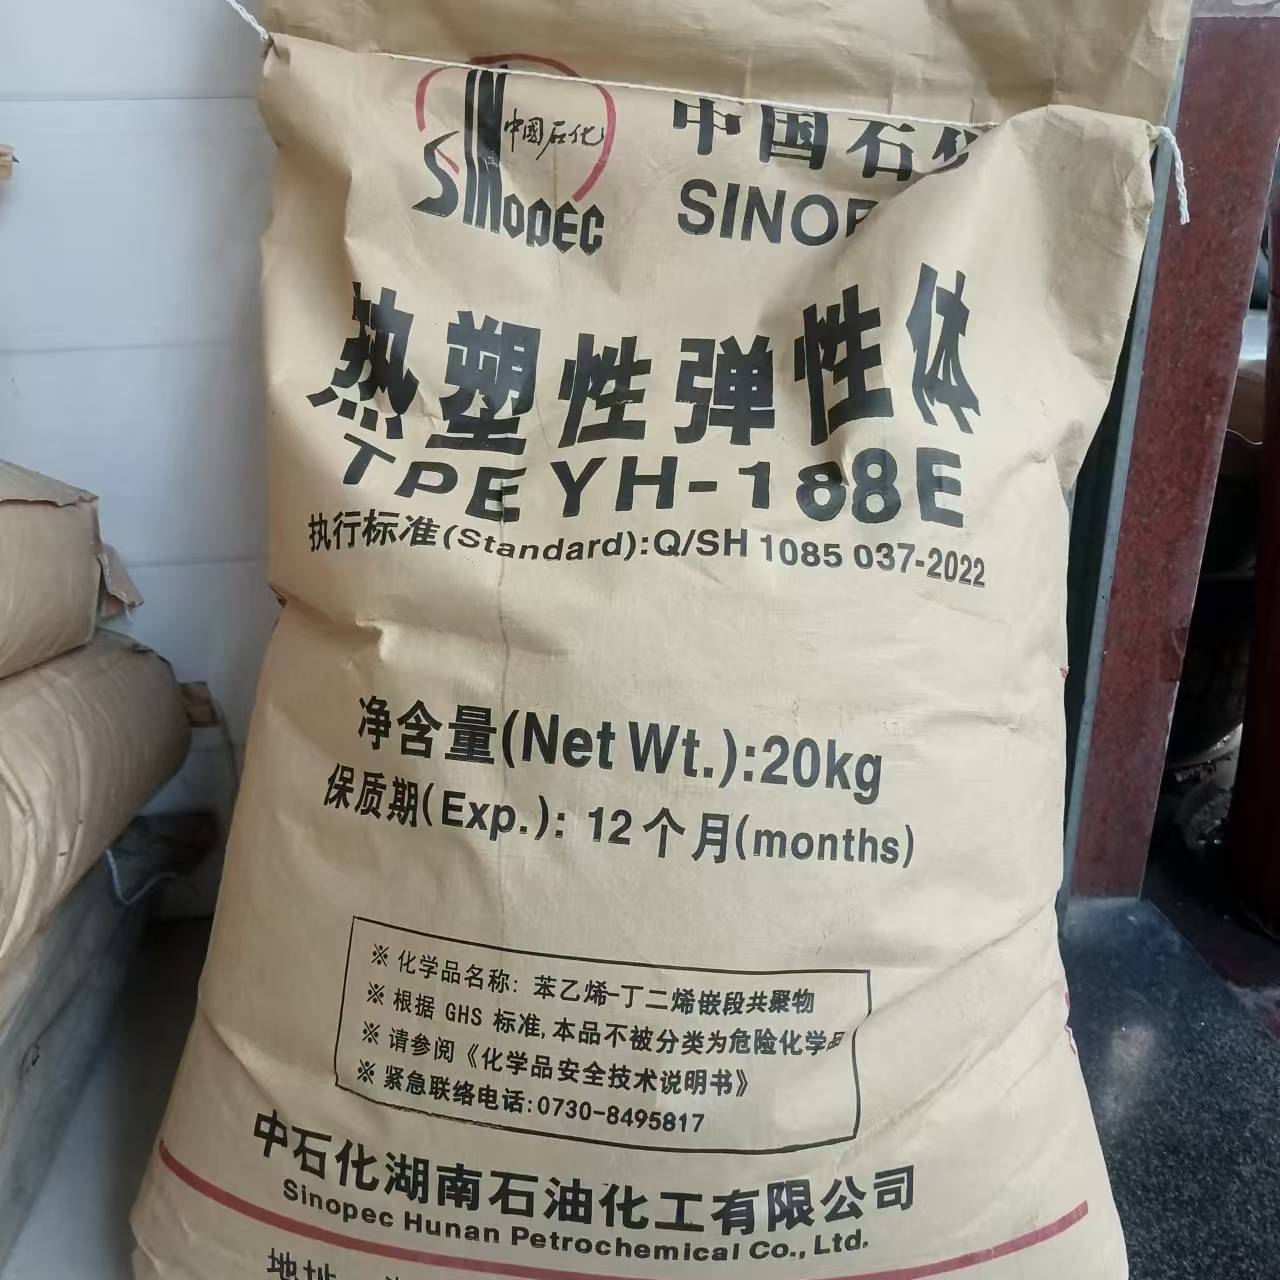 中國石化
SINOPEC
中国石化
SINOP
热塑性弹性体
TPE YH-188E
执行标准(Standard):Q/SH 1085 037-2022
净含量(Net Wt.):20kg
保质期(Exp.): 12个月(months)
※ 化学品名称: 苯乙烯-丁二烯嵌段共聚物
※ 根据 GHS 标准,本品不被分类为危险化学品
※ 请参阅《化学品安全技术说明书》
※ 紧急联络电话:0730-8495817
中石化湖南石油化工有限公司
Sinopec Hunan Petrochemical Co., Ltd.
地址